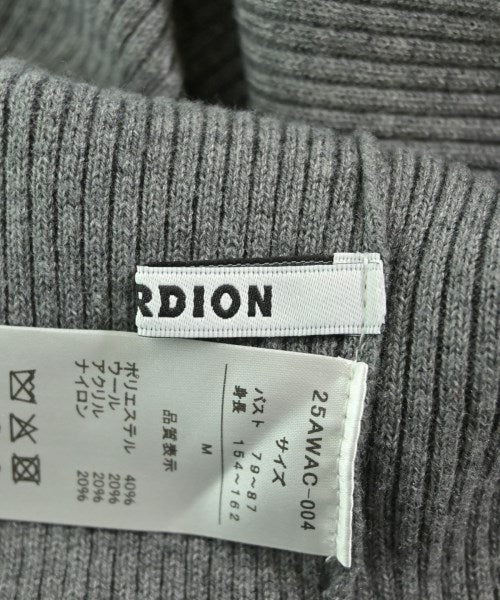 RDION
25AWAC-004
サイズ
バスト 79~87
身長 154~162
M
品質表示
ポリエステル 40%
ウール 20%
アクリル 20%
ナイロン 20%